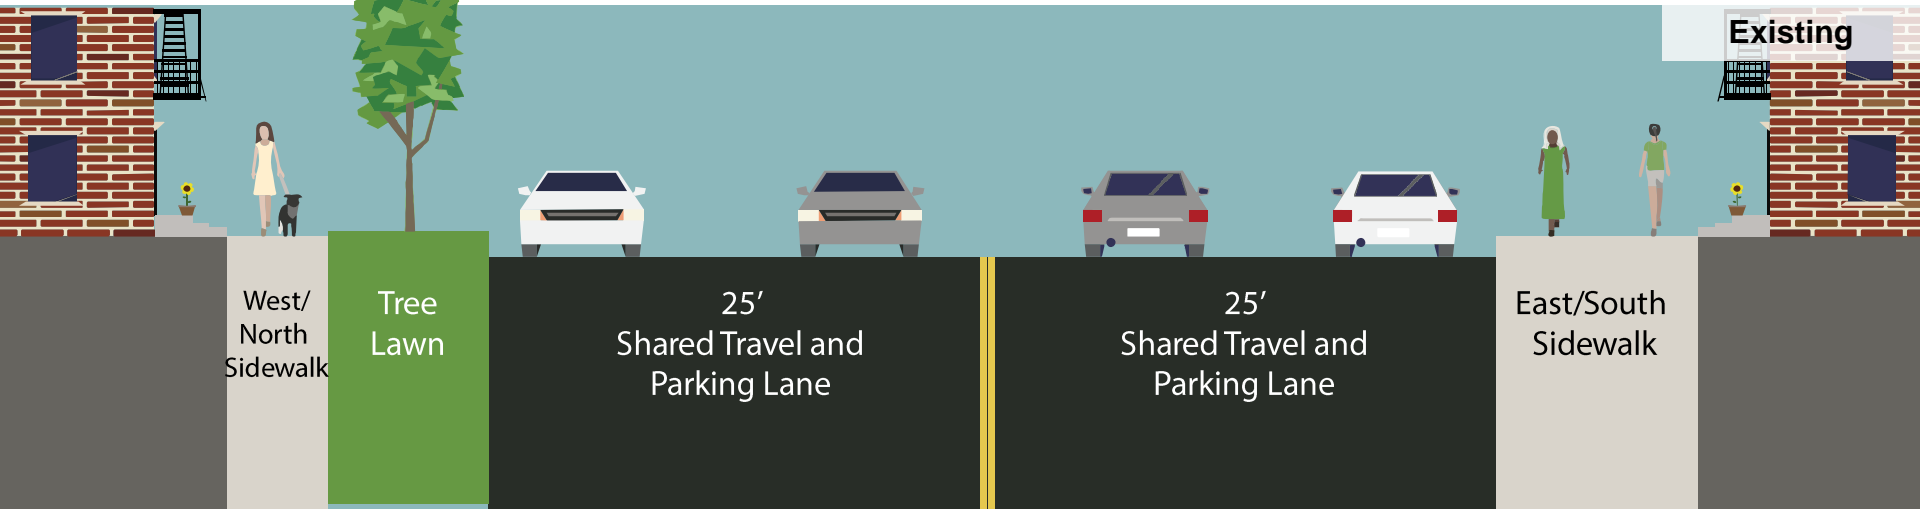 Existing
West/
North
Sidewalk
Tree
Lawn
25’
Shared Travel and
Parking Lane
25’
Shared Travel and
Parking Lane
East/South
Sidewalk